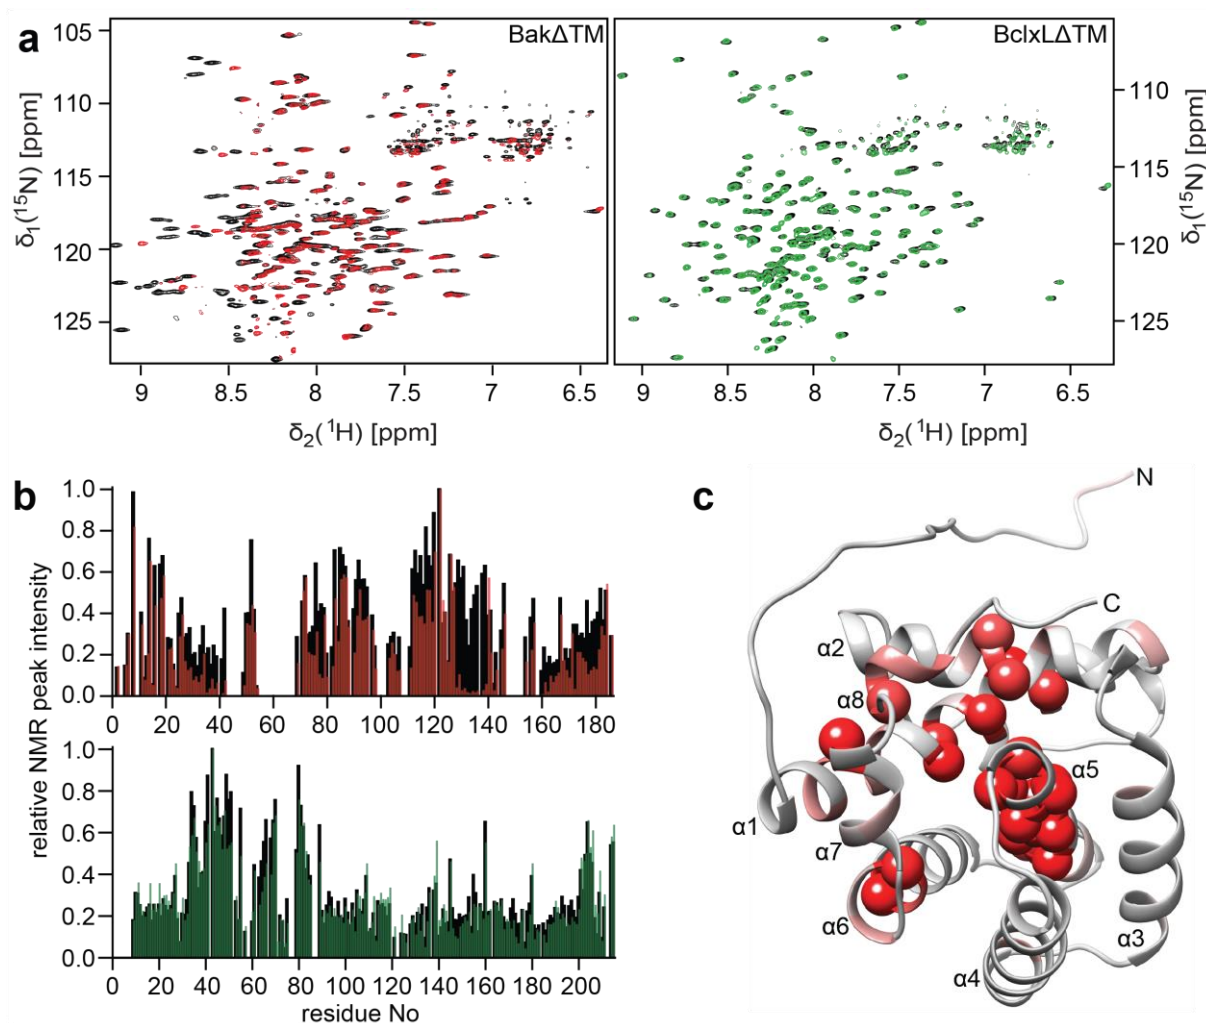 a
BakΔTM
BclxLΔTM
105
110
115
120
125
δ₁(¹⁵N) [ppm]
9
8.5
8
7.5
7
6.5
δ₂(¹H) [ppm]
110
115
120
125
δ₁(¹⁵N) [ppm]
9
8.5
8
7.5
7
6.5
δ₂(¹H) [ppm]
b
relative NMR peak intensity
1.0
0.8
0.6
0.4
0.2
0.0
0
20
40
60
80
100
120
140
160
180
1.0
0.8
0.6
0.4
0.2
0.0
0
20
40
60
80
100
120
140
160
180
200
residue No
c
N
C
α2
α8
α5
α1
α7
α6
α3
α4